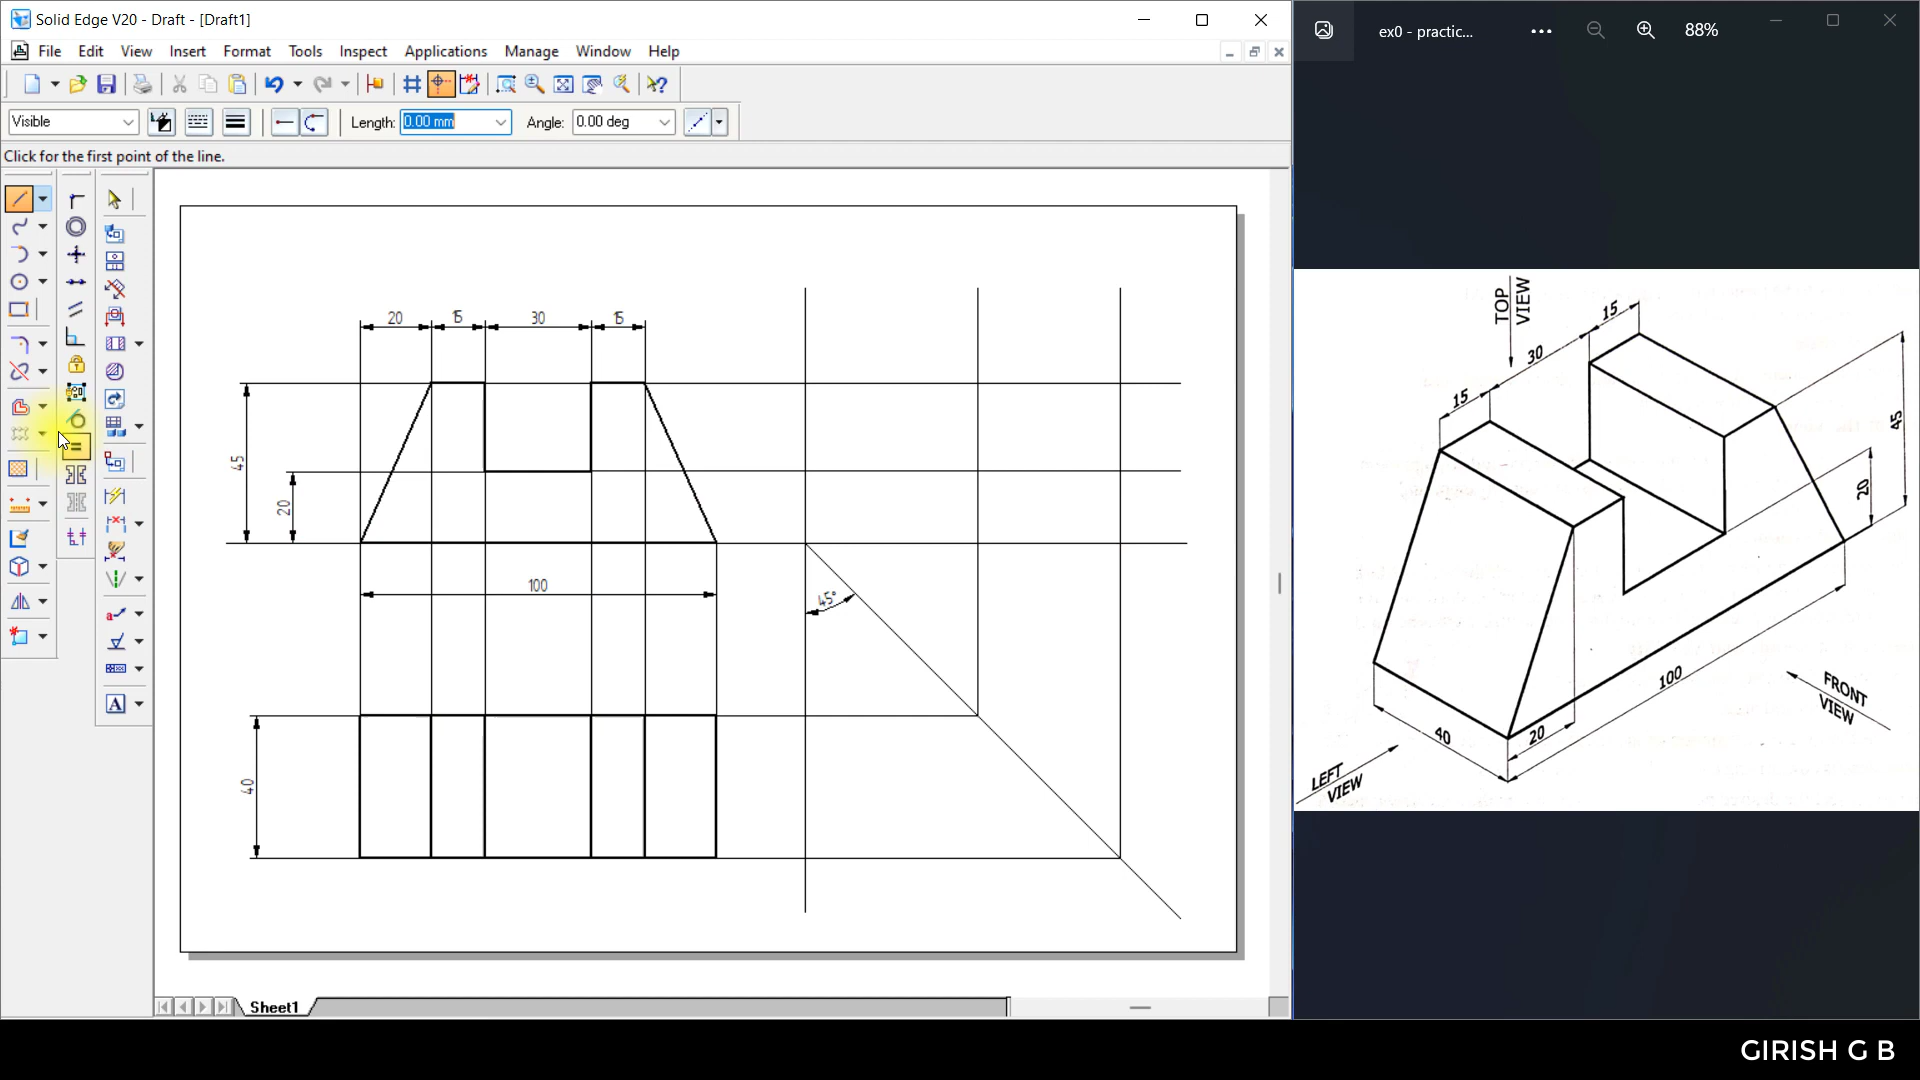 Solid Edge V20 - Draft - [Draft1]
File Edit View Insert Format Tools Inspect Applications Manage Window Help
Visible Length: 0.00 mm Angle: 0.00 deg
Click for the first point of the line.
A
20 15 30 15
45
20
100
45°
40
Sheet1
ex0 - practic... 88%
TOP VIEW
15
30
15
45
20
100
FRONT VIEW
40
20
LEFT VIEW
GIRISH G B